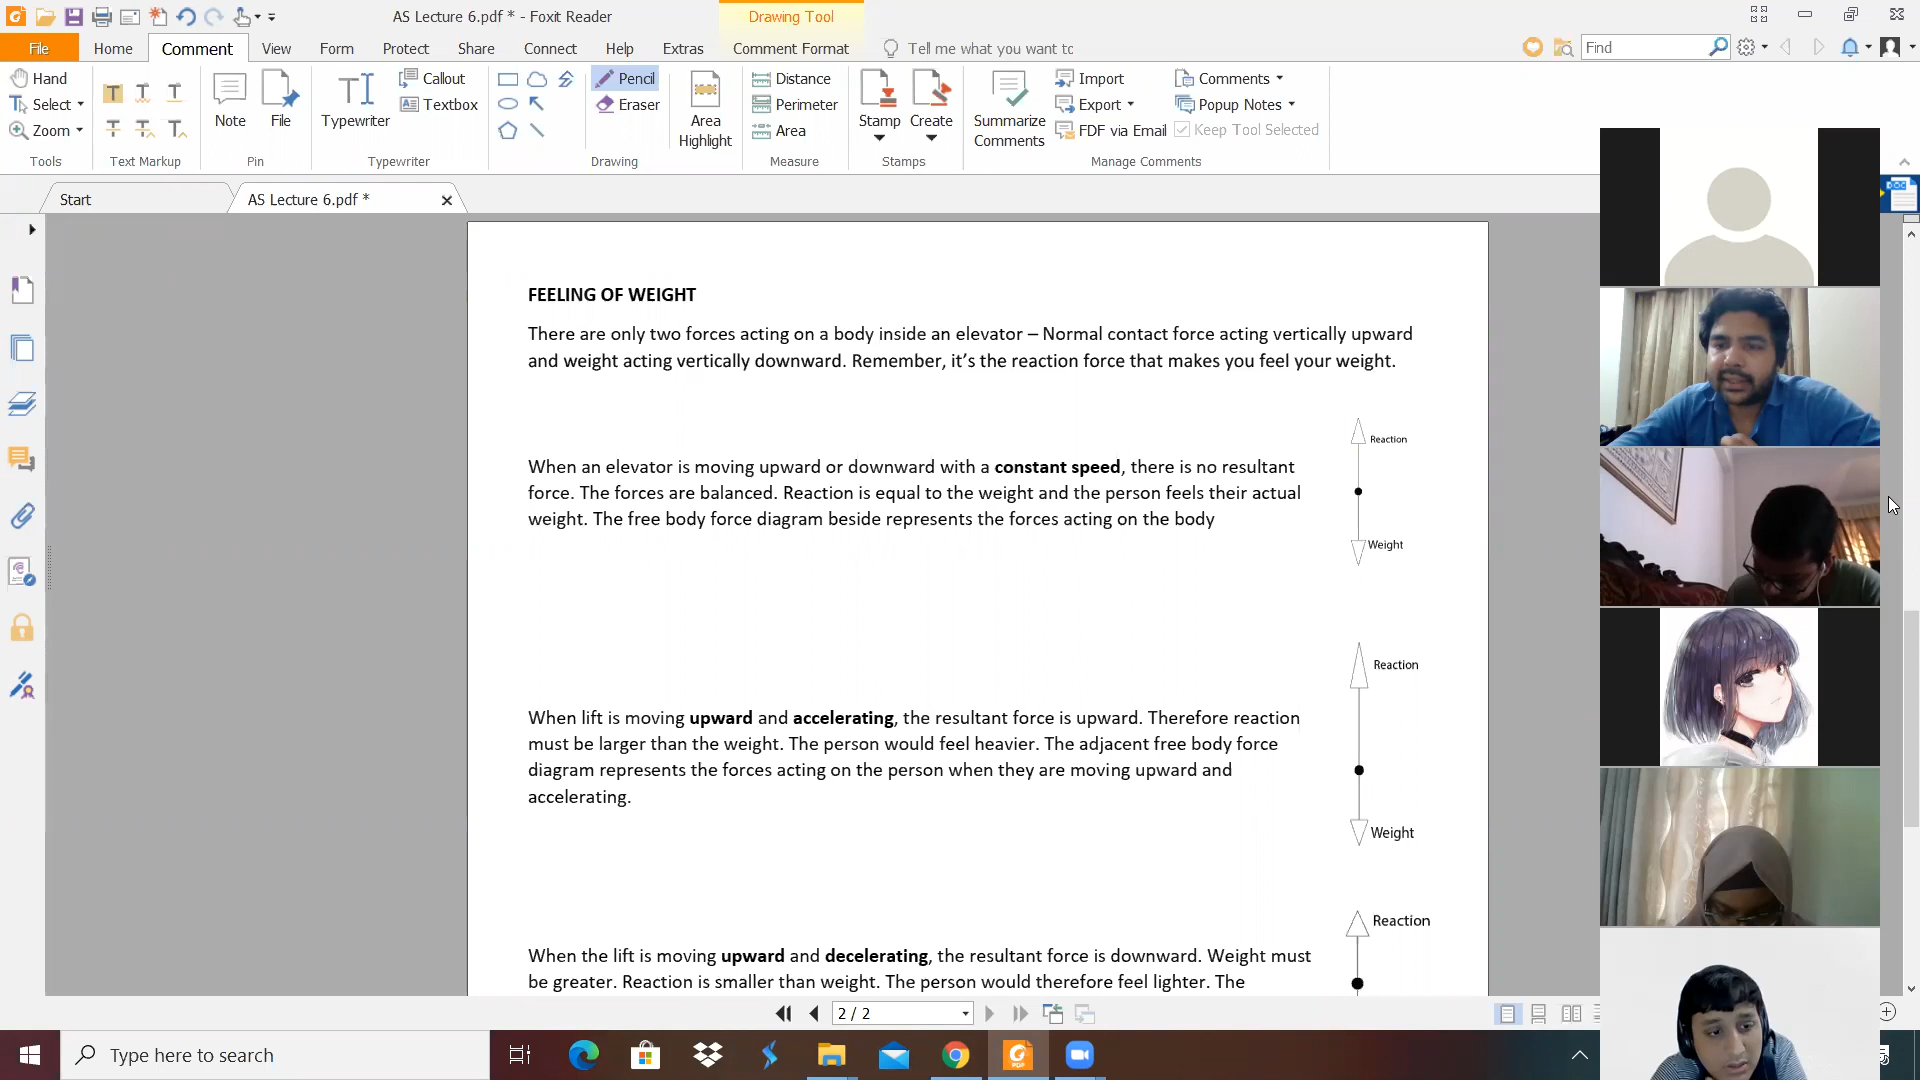 AS Lecture 6.pdf * - Foxit Reader
Drawing Tool
File Home Comment View Form Protect Share Connect Help Extras Comment Format Tell me what you want to Find
Hand
Select
Zoom
Tools
Text Markup
Note
File
Pin
Typewriter
Callout
Textbox
Typewriter
Pencil
Eraser
Drawing
Area
Highlight
Distance
Perimeter
Area
Measure
Stamp
Create
Stamps
Summarize
Comments
Import
Export
FDF via Email
Comments
Popup Notes
Keep Tool Selected
Manage Comments
Start
AS Lecture 6.pdf *
DOC
FEELING OF WEIGHT
There are only two forces acting on a body inside an elevator – Normal contact force acting vertically upward
and weight acting vertically downward. Remember, it’s the reaction force that makes you feel your weight.
Reaction
When an elevator is moving upward or downward with a constant speed, there is no resultant
force. The forces are balanced. Reaction is equal to the weight and the person feels their actual
weight. The free body force diagram beside represents the forces acting on the body
Weight
Reaction
When lift is moving upward and accelerating, the resultant force is upward. Therefore reaction
must be larger than the weight. The person would feel heavier. The adjacent free body force
diagram represents the forces acting on the person when they are moving upward and
accelerating.
Weight
Reaction
When the lift is moving upward and decelerating, the resultant force is downward. Weight must
be greater. Reaction is smaller than weight. The person would therefore feel lighter. The
2 / 2
Type here to search